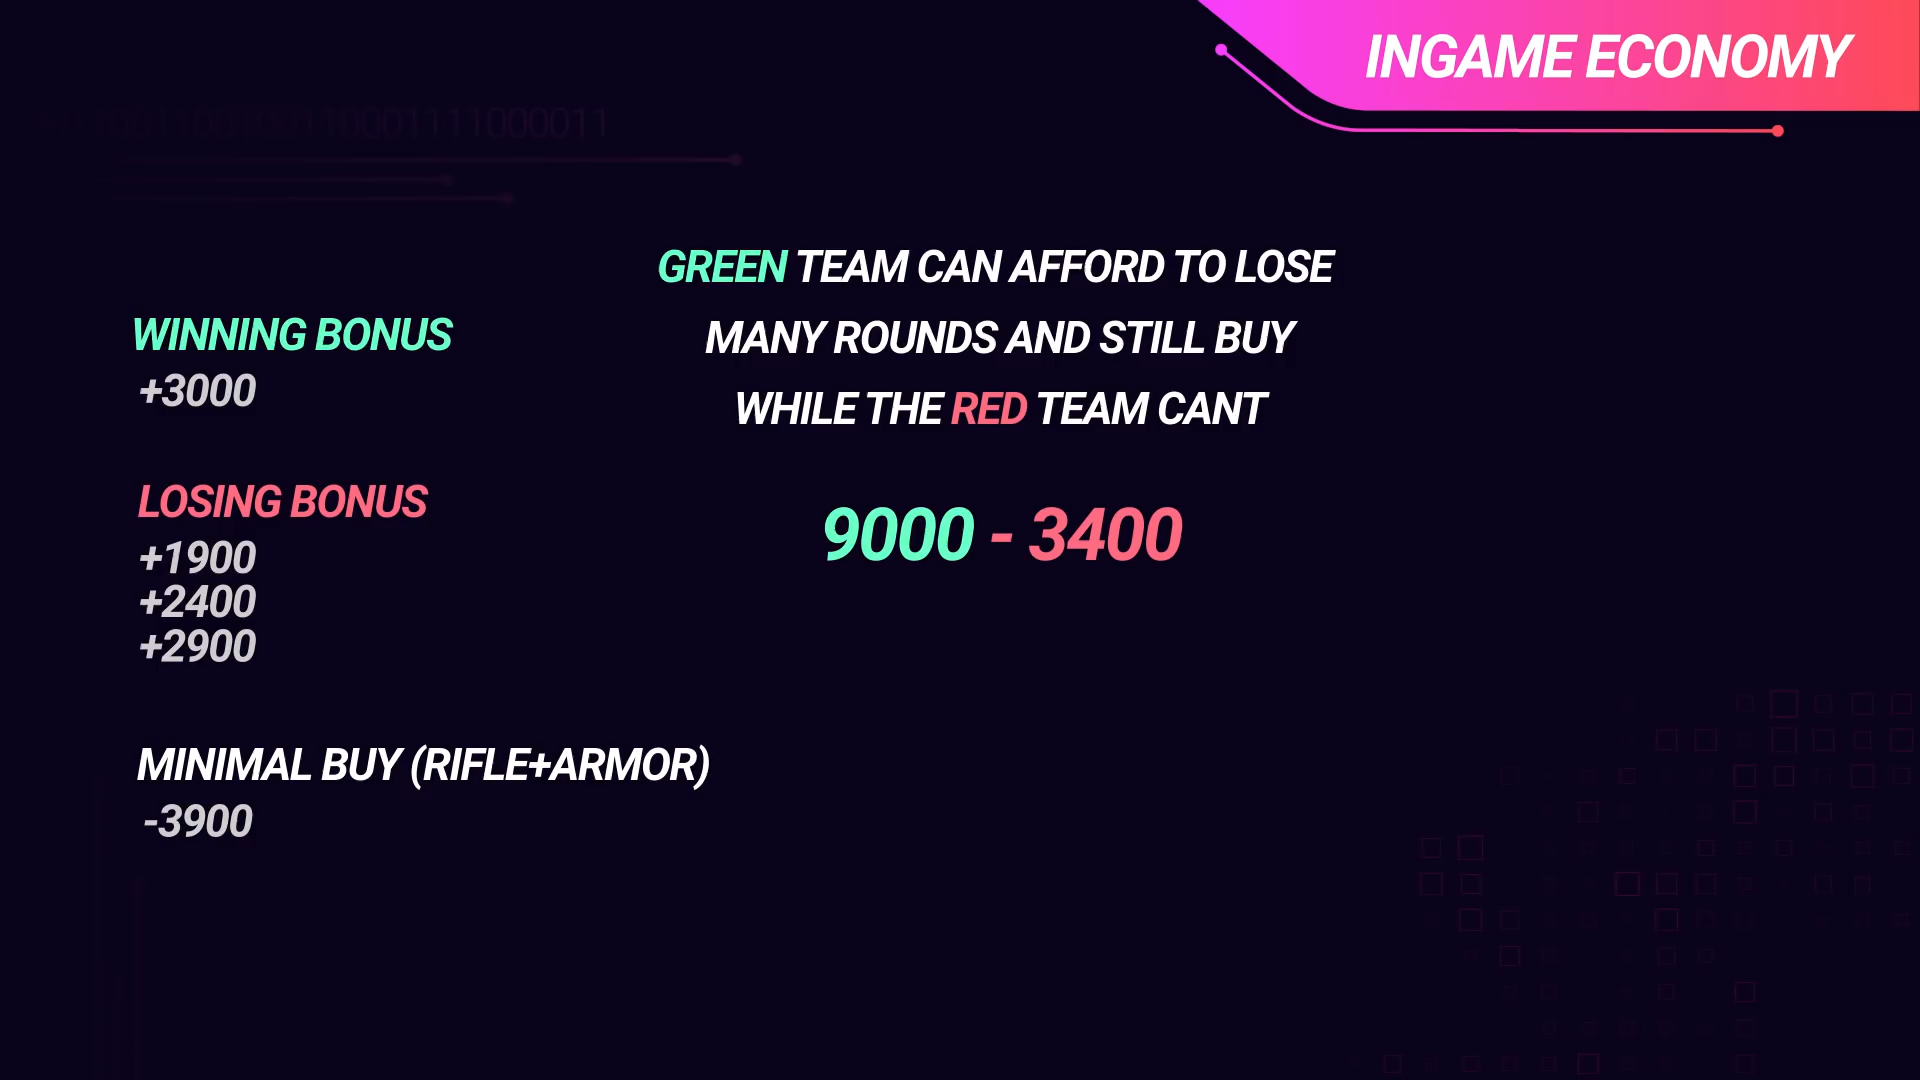 INGAME ECONOMY
WINNING BONUS
+3000
LOSING BONUS
+1900
+2400
+2900
MINIMAL BUY (RIFLE+ARMOR)
-3900
GREEN TEAM CAN AFFORD TO LOSE
MANY ROUNDS AND STILL BUY
WHILE THE RED TEAM CANT
9000 - 3400